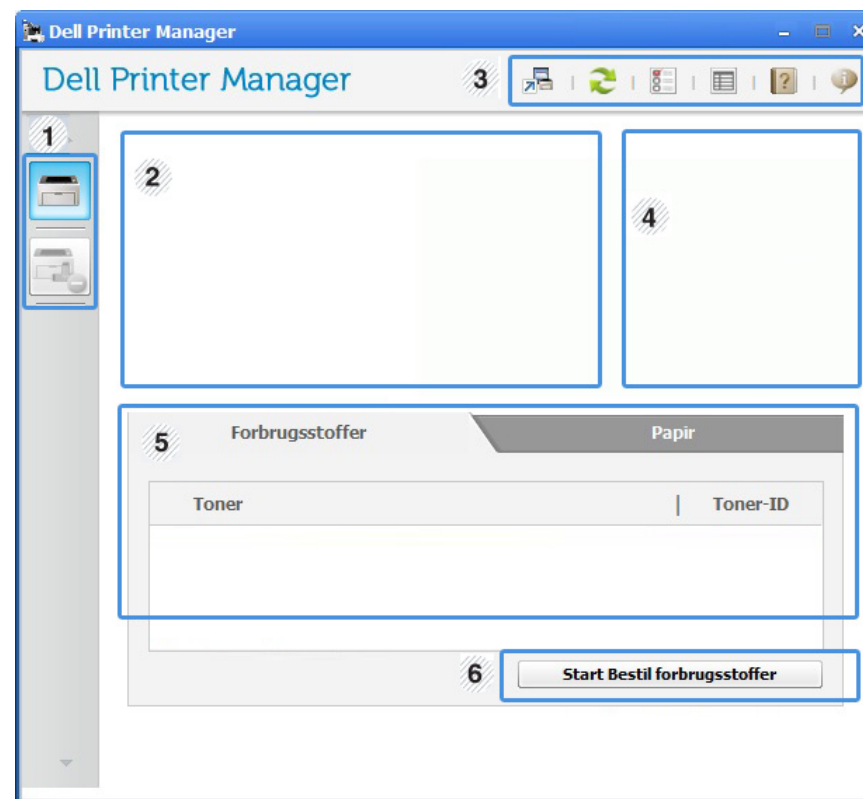 Dell Printer Manager
Dell Printer Manager
3
1
2
4
5
Forbrugsstoffer
Papir
Toner | Toner-ID
6
Start Bestil forbrugsstoffer